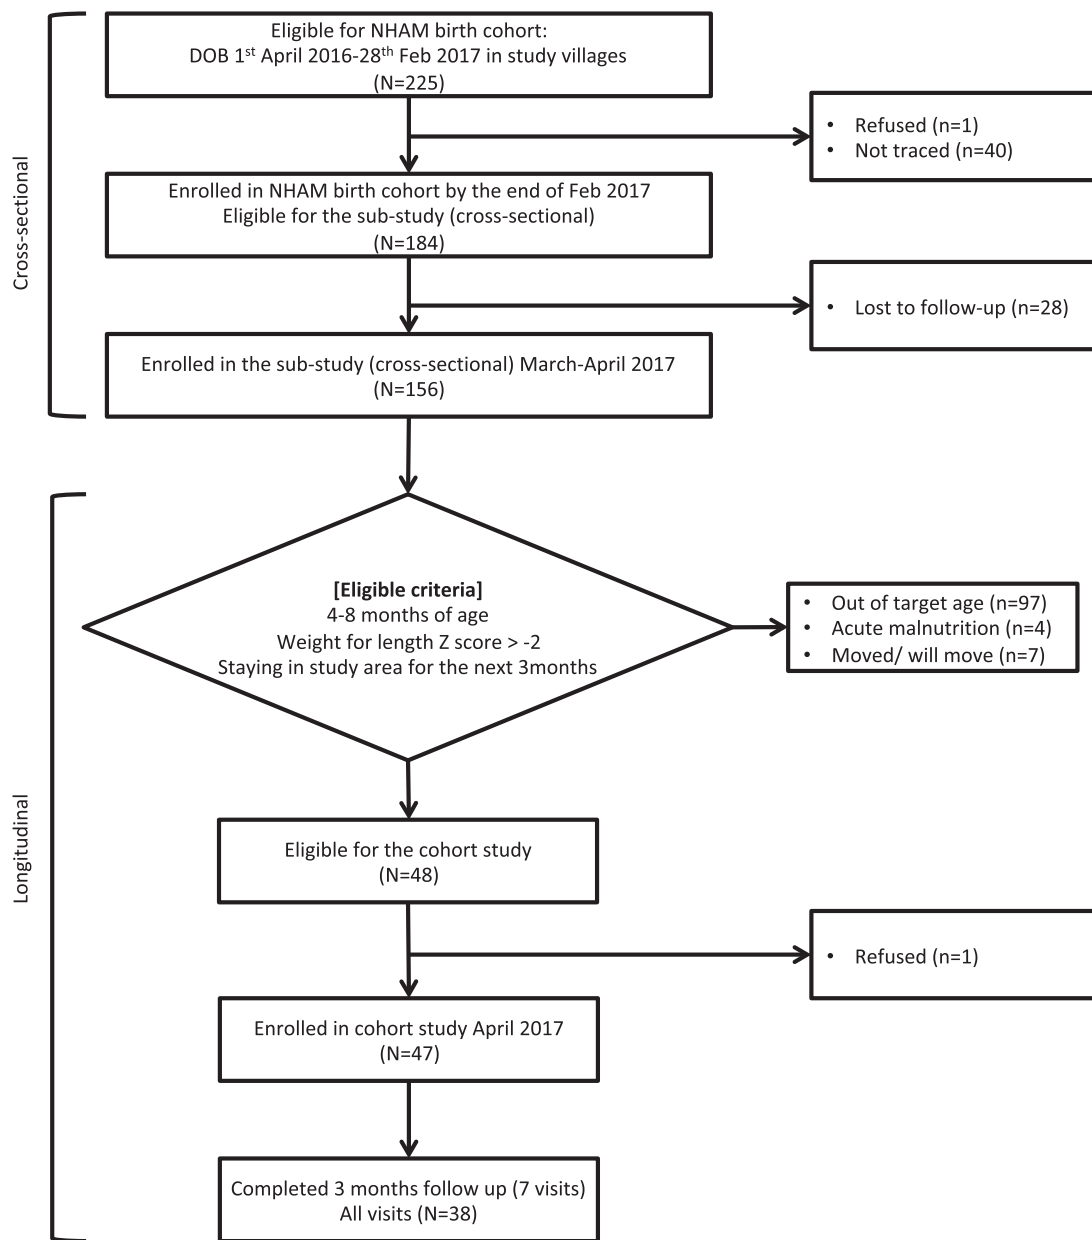 Eligible for NHAM birth cohort:
DOB 1st April 2016-28th Feb 2017 in study villages
(N=225)
• Refused (n=1)
• Not traced (n=40)
Cross-sectional
Enrolled in NHAM birth cohort by the end of Feb 2017
Eligible for the sub-study (cross-sectional)
(N=184)
• Lost to follow-up (n=28)
Enrolled in the sub-study (cross-sectional) March-April 2017
(N=156)
[Eligible criteria]
4-8 months of age
Weight for length Z score > -2
Staying in study area for the next 3months
• Out of target age (n=97)
• Acute malnutrition (n=4)
• Moved/ will move (n=7)
Longitudinal
Eligible for the cohort study
(N=48)
• Refused (n=1)
Enrolled in cohort study April 2017
(N=47)
Completed 3 months follow up (7 visits)
All visits (N=38)